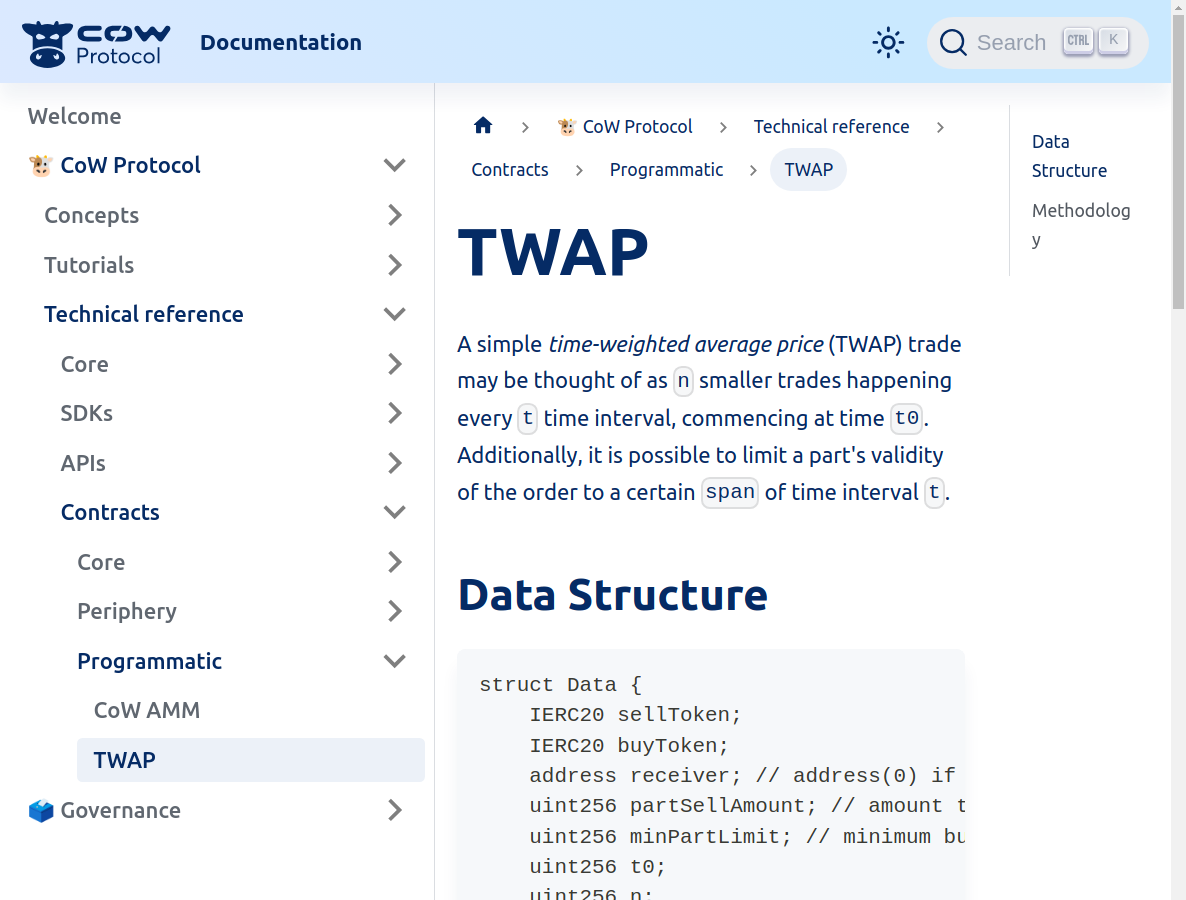 COW Protocol
Documentation
Search
CTRL K
Welcome
CoW Protocol
Concepts
Tutorials
Technical reference
Core
SDKs
APIs
Contracts
Core
Periphery
Programmatic
CoW AMM
TWAP
Governance
CoW Protocol
Technical reference
Contracts
Programmatic
TWAP
TWAP
A simple time-weighted average price (TWAP) trade
may be thought of as n smaller trades happening
every t time interval, commencing at time t0.
Additionally, it is possible to limit a part's validity
of the order to a certain span of time interval t.
Data Structure
struct Data {
    IERC20 sellToken;
    IERC20 buyToken;
    address receiver; // address(0) if
    uint256 partSellAmount; // amount t
    uint256 minPartLimit; // minimum bu
    uint256 t0;
    uint256 n;
Data
Structure
Methodolog
y